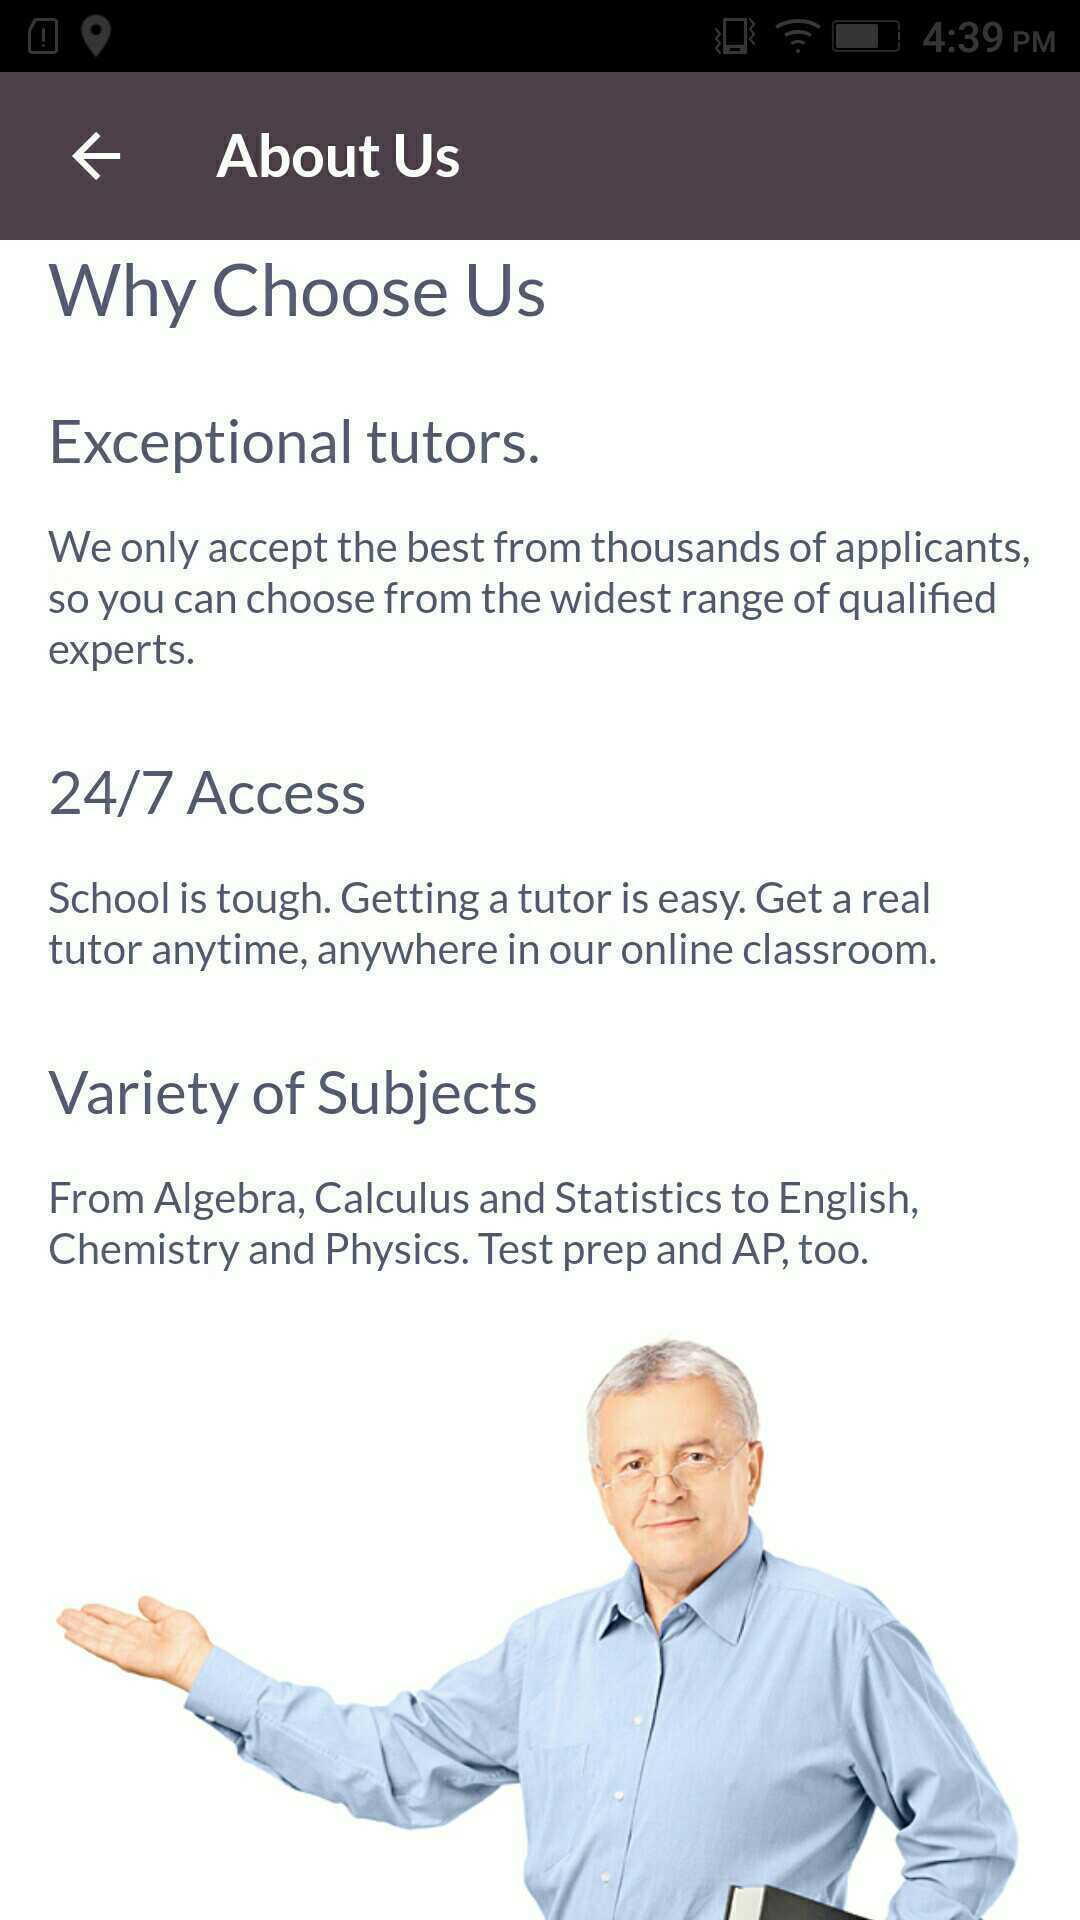 4:39 PM
About Us
Why Choose Us
Exceptional tutors.
We only accept the best from thousands of applicants,
so you can choose from the widest range of qualified
experts.
24/7 Access
School is tough. Getting a tutor is easy. Get a real
tutor anytime, anywhere in our online classroom.
Variety of Subjects
From Algebra, Calculus and Statistics to English,
Chemistry and Physics. Test prep and AP, too.